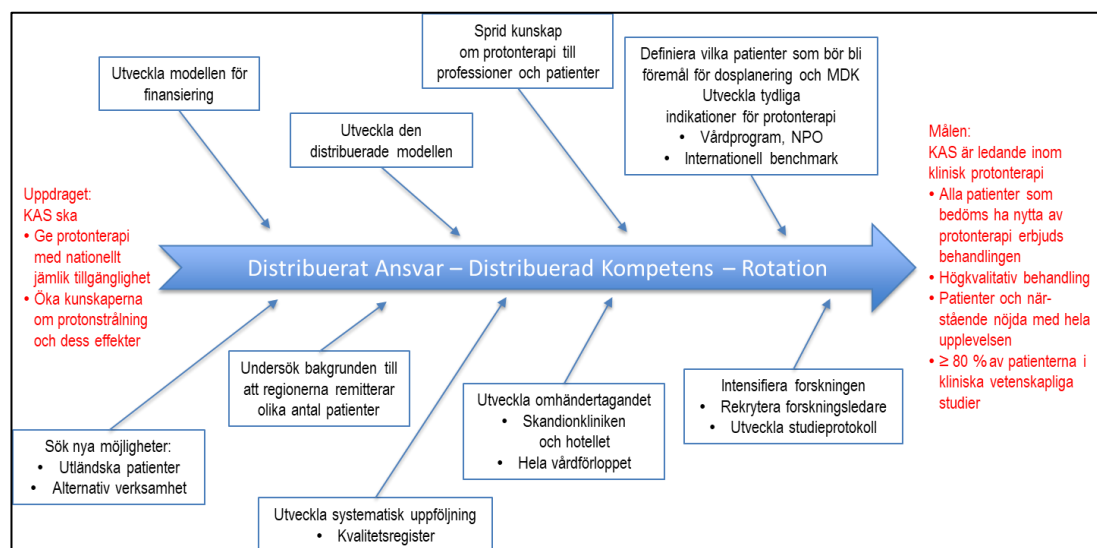 Utveckla modellen för
finansiering
Utveckla den
distribuerade modellen
Sprid kunskap
om protonterapi till
professioner och patienter
Definiera vilka patienter som bör bli
föremål för dosplanering och MDK
Utveckla tydliga
indikationer för protonterapi
• Vårdprogram, NPO
• Internationell benchmark
Uppdraget:
KAS ska
• Ge protonterapi
med nationellt
jämlik tillgänglighet
• Öka kunskaperna
om protonstrålning
och dess effekter
Distribuerat Ansvar – Distribuerad Kompetens – Rotation
Målen:
KAS är ledande inom
klinisk protonterapi
• Alla patienter som
bedöms ha nytta av
protonterapi erbjuds
behandlingen
• Högkvalitativ behandling
• Patienter och när-
stående nöjda med hela
upplevelsen
• ≥ 80 % av patienterna i
kliniska vetenskapliga
studier
Sök nya möjligheter:
• Utländska patienter
• Alternativ verksamhet
Undersök bakgrunden till
att regionerna remitterar
olika antal patienter
Utveckla systematisk uppföljning
• Kvalitetsregister
Utveckla omhändertagandet
• Skandionkliniken
och hotellet
• Hela vårdförloppet
Intensifiera forskningen
• Rekrytera forskningsledare
• Utveckla studieprotokoll